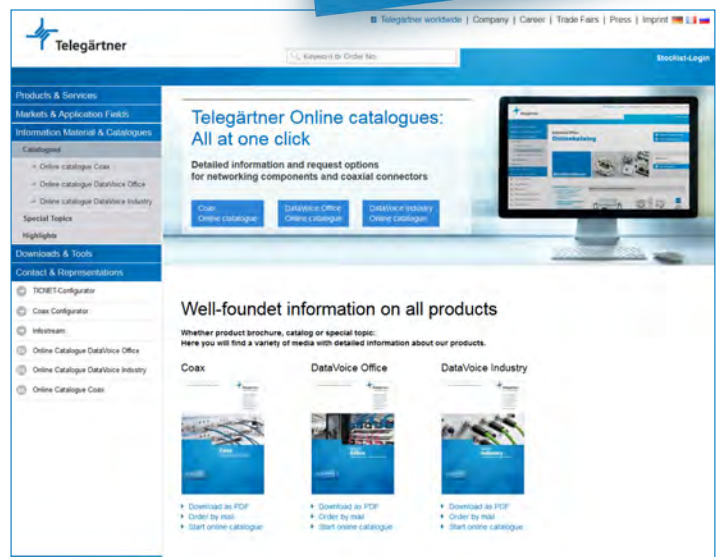 Telegärtner worldwide | Company | Career | Trade Fairs | Press | Imprint
Telegärtner
Keyword or Order No.
Stockist-Login
Products & Services
Markets & Application Fields
Information Material & Catalogues
Catalogues
Online catalogue Coax
Online catalogue DataVoice Office
Online catalogue DataVoice Industry
Special Topics
Highlights
Downloads & Tools
Contact & Representations
TICNET-Configurator
Coax Configurator
Infostream
Online Catalogue DataVoice Office
Online Catalogue DataVoice Industry
Online Catalogue Coax
Telegärtner Online catalogues:
All at one
click
Detailed information and request options
for networking components and coaxial connectors
Coax
Online catalogue
DataVoice Office
Online catalogue
DataVoice Industry
Online catalogue
Onlinekatalog
Well-foundet information on all products
Whether product brochure, catalog or special topic:
Here you will find a variety of media with detailed information about our products.
Coax
DataVoice Office
DataVoice Industry
Telegärtner
Telegärtner
Telegärtner
Coax
Office
Industry
Download as PDF
Order by mail
Start online catalogue
Download as PDF
Order by mail
Start online catalogue
Download as PDF
Order by mail
Start online catalogue